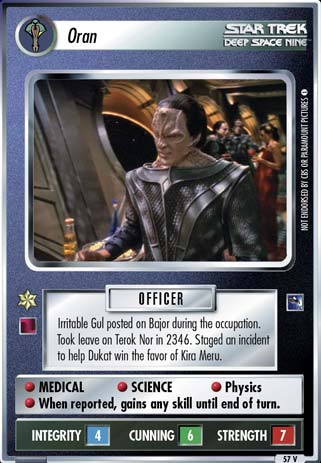 Oran
STAR TREK
DEEP SPACE NINE
NOT ENDORSED BY CBS OR PARAMOUNT PICTURES
OFFICER
Irritable Gul posted on Bajor during the occupation.
Took leave on Terok Nor in 2346. Staged an incident
to help Dukat win the favor of Kira Meru.
MEDICAL SCIENCE Physics
When reported, gains any skill until end of turn.
INTEGRITY 4 CUNNING 6 STRENGTH 7
57 V